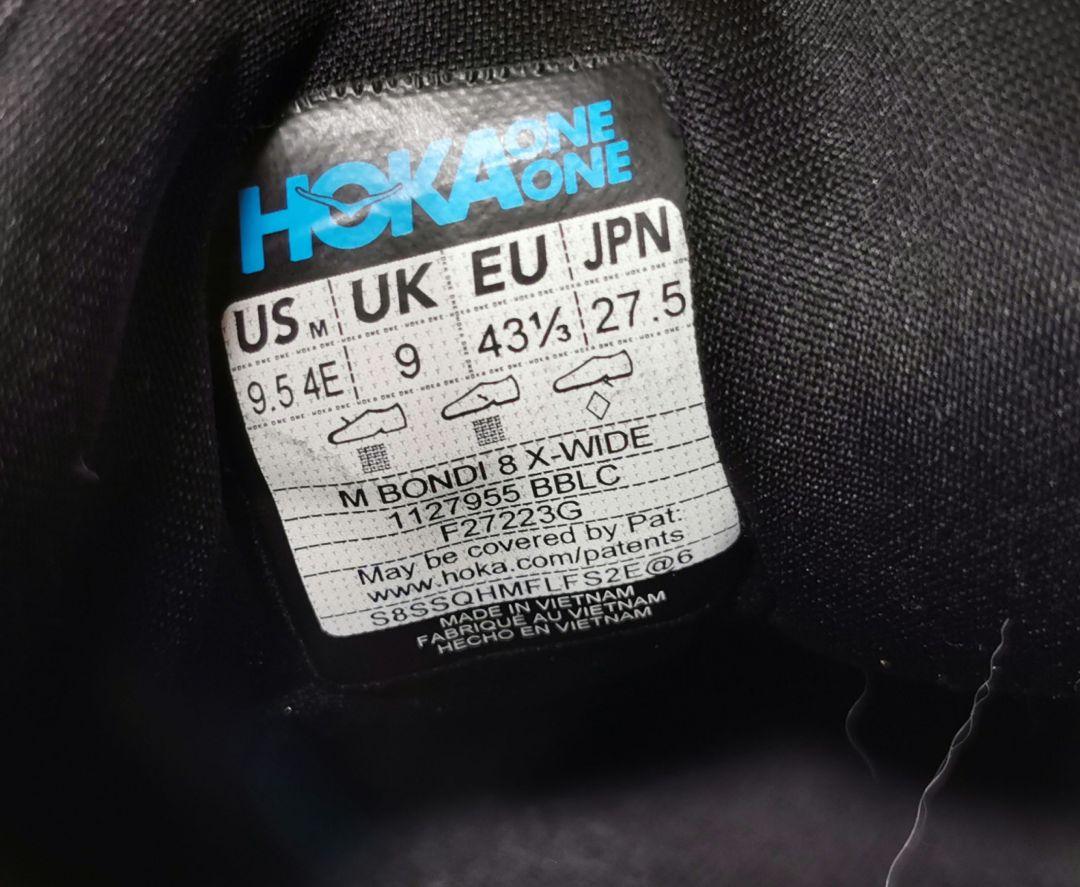 HOKA ONE ONE
US M UK EU JPN
9.5 4E 9 43⅓ 27.5
M BONDI 8 X-WIDE
1127955 BBLC
F27223G
May be covered by Pat:
www.hoka.com/patents
S8SSQHMFLFS2E@6
MADE IN VIETNAM
FABRIQUÉ AU VIETNAM
HECHO EN VIETNAM